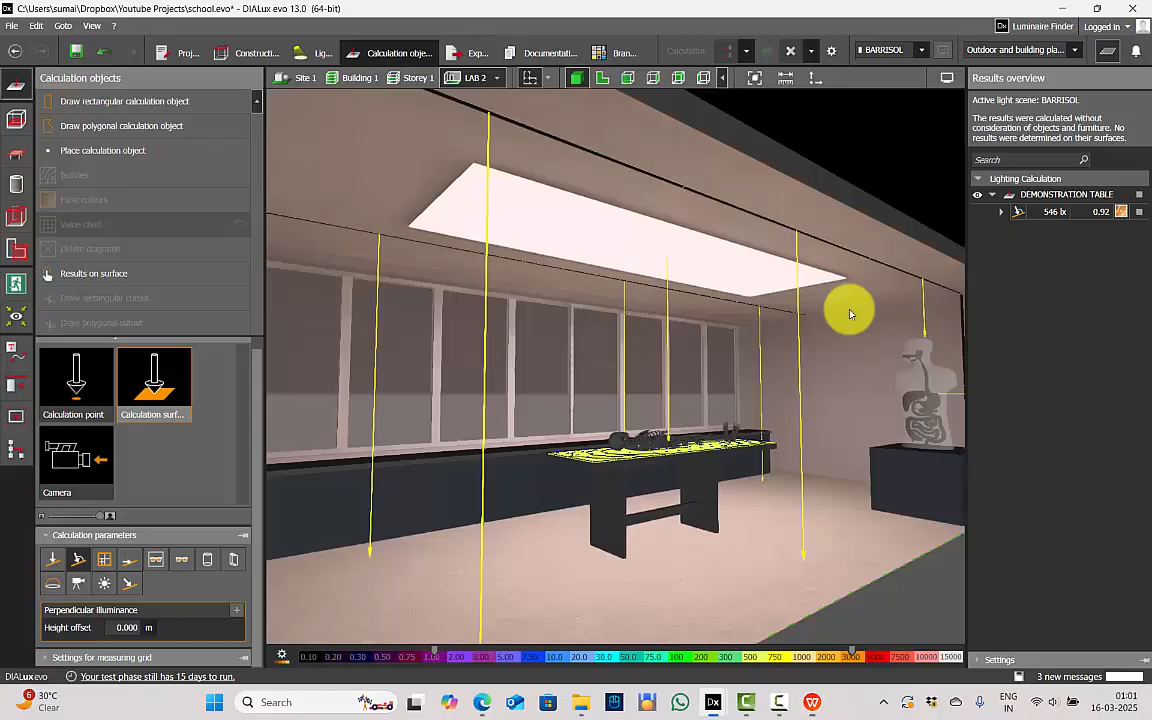 C:\Users\sumai\Dropbox\Youtube Projects\school.evo* - DIALux evo 13.0 (64-bit)
File Edit Goto View ?
Luminaire Finder Logged in
Proj... Constructi... Lig... Calculation obje... Exp... Documentati... Bran... Calculation BARRISOL Outdoor and building pla...
Calculation objects
Site 1 Building 1 Storey 1 LAB 2
Results overview
Draw rectangular calculation object
Draw polygonal calculation object
Place calculation object
Isolines
False colours
Value chart
Delete diagrams
Results on surface
Draw rectangular cutout
Draw polygonal cutout
Active light scene: BARRISOL
The results were calculated without
consideration of objects and furniture. No
results were determined on their surfaces.
Search
Lighting Calculation
DEMONSTRATION TABLE
546 lx 0.92
Calculation point Calculation surf...
Camera
Calculation parameters
Perpendicular Illuminance
Height offset 0.000 m
Settings for measuring grid
0.10 0.20 0.30 0.50 0.75 1.00 2.00 3.00 5.00 7.50 10.0 20.0 30.0 50.0 75.0 100 200 300 500 750 1000 2000 3000 5000 7500 10000 15000
Settings
DIALux evo Your test phase still has 15 days to run. 3 new messages
6
30°C
Clear
Search
ENG
IN
01:01
16-03-2025